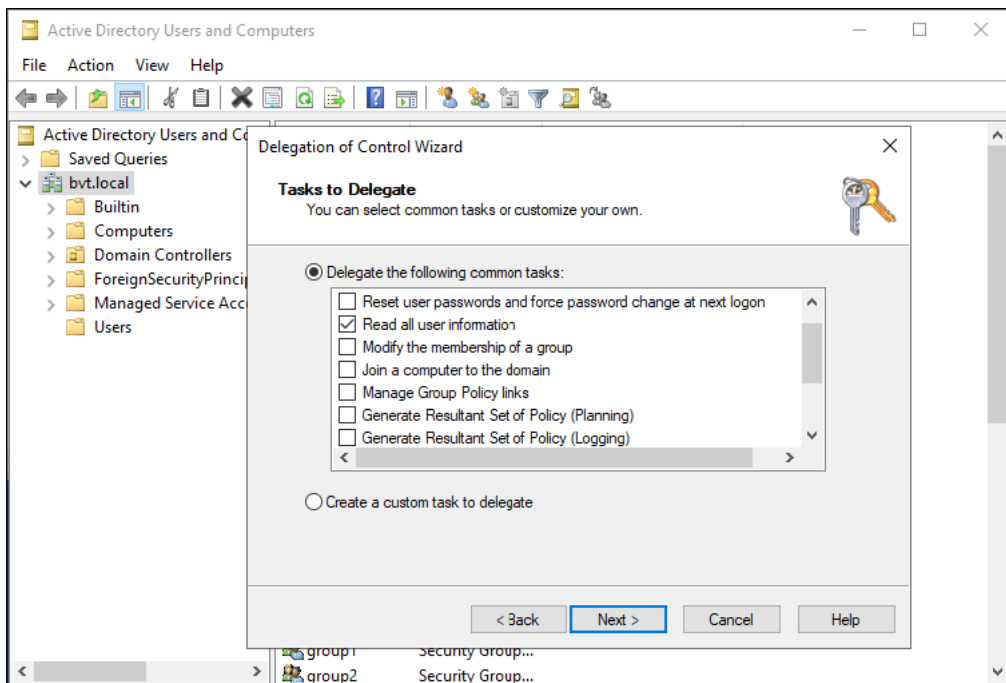 Active Directory Users and Computers
File Action View Help
Active Directory Users and Co
Saved Queries
bvt.local
Builtin
Computers
Domain Controllers
ForeignSecurityPrincip
Managed Service Acc
Users
Delegation of Control Wizard
Tasks to Delegate
You can select common tasks or customize your own.
Delegate the following common tasks:
Reset user passwords and force password change at next logon
Read all user information
Modify the membership of a group
Join a computer to the domain
Manage Group Policy links
Generate Resultant Set of Policy (Planning)
Generate Resultant Set of Policy (Logging)
Create a custom task to delegate
< Back Next > Cancel Help
group1 Security Group...
group2 Security Group...